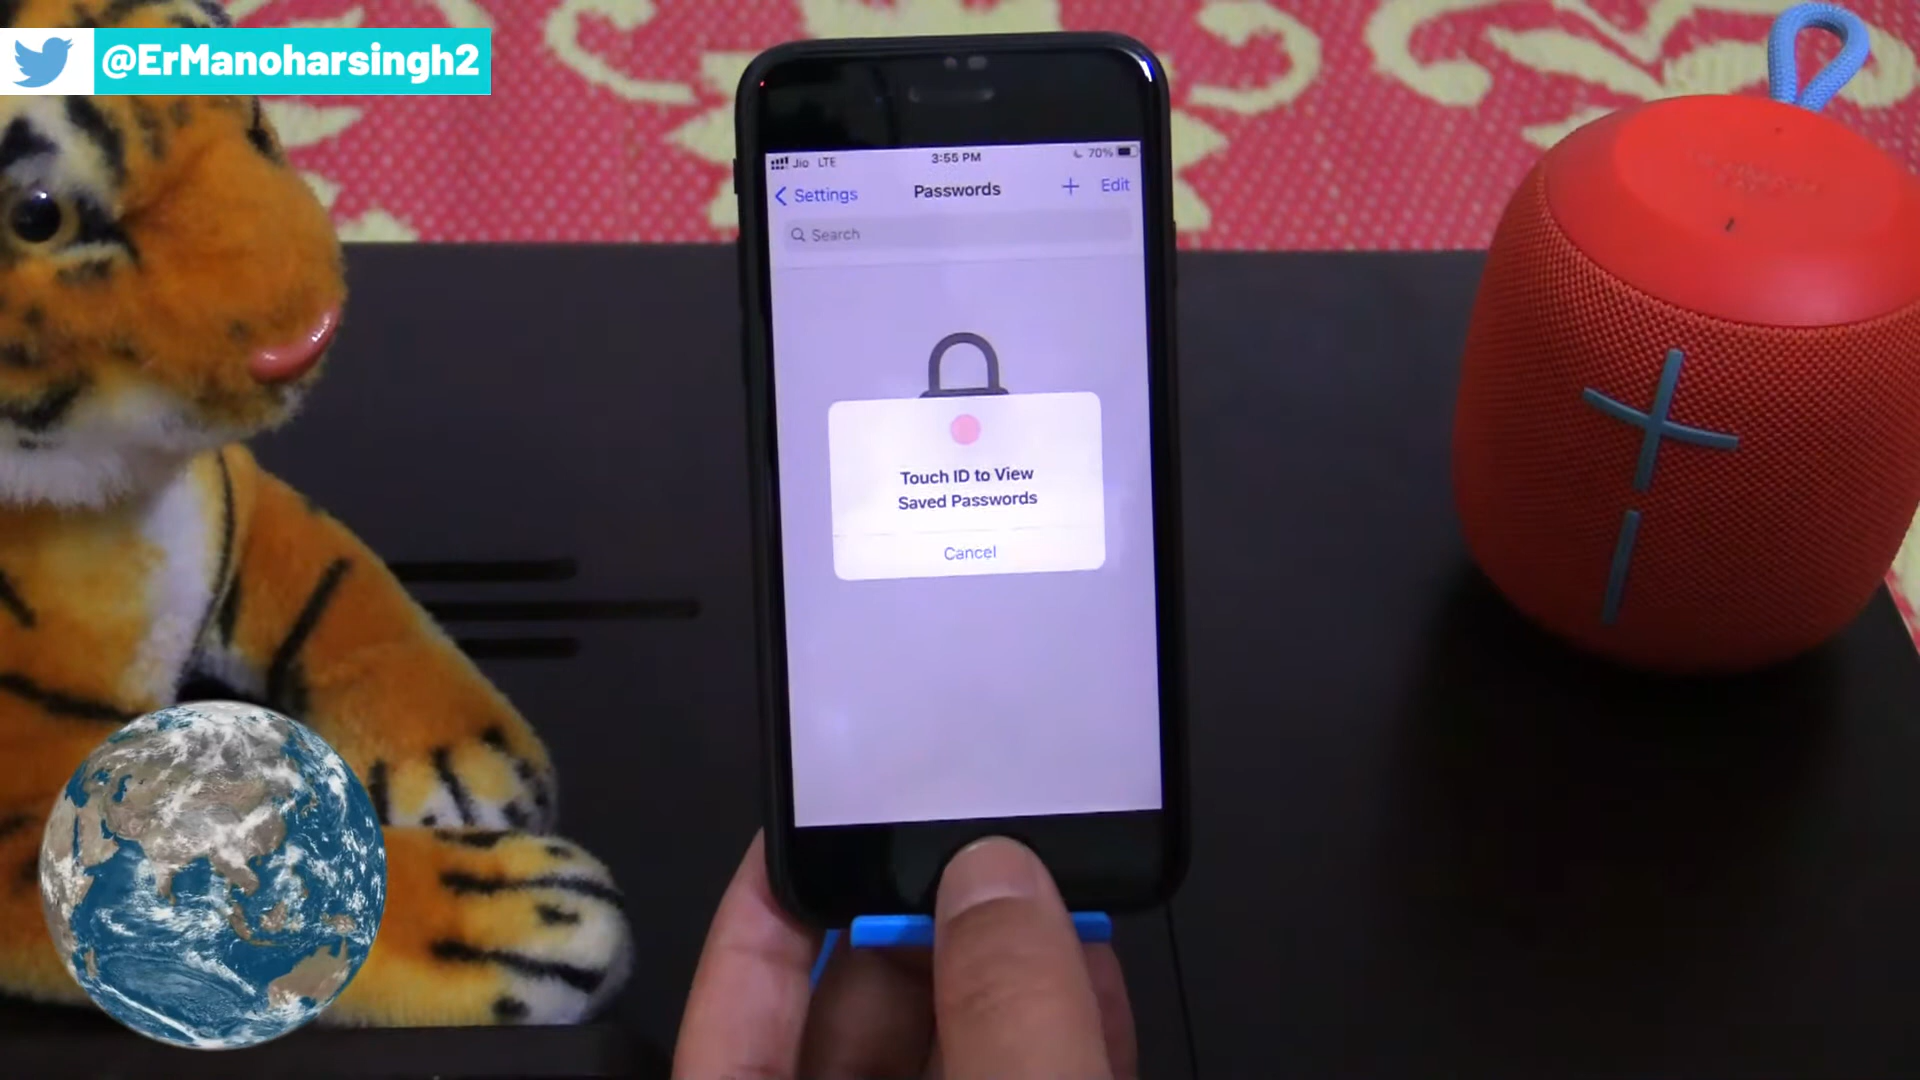 @ErManoharsingh2
Jio LTE 3:55 PM 70%
Settings Passwords + Edit
Search
Touch ID to View
Saved Passwords
Cancel